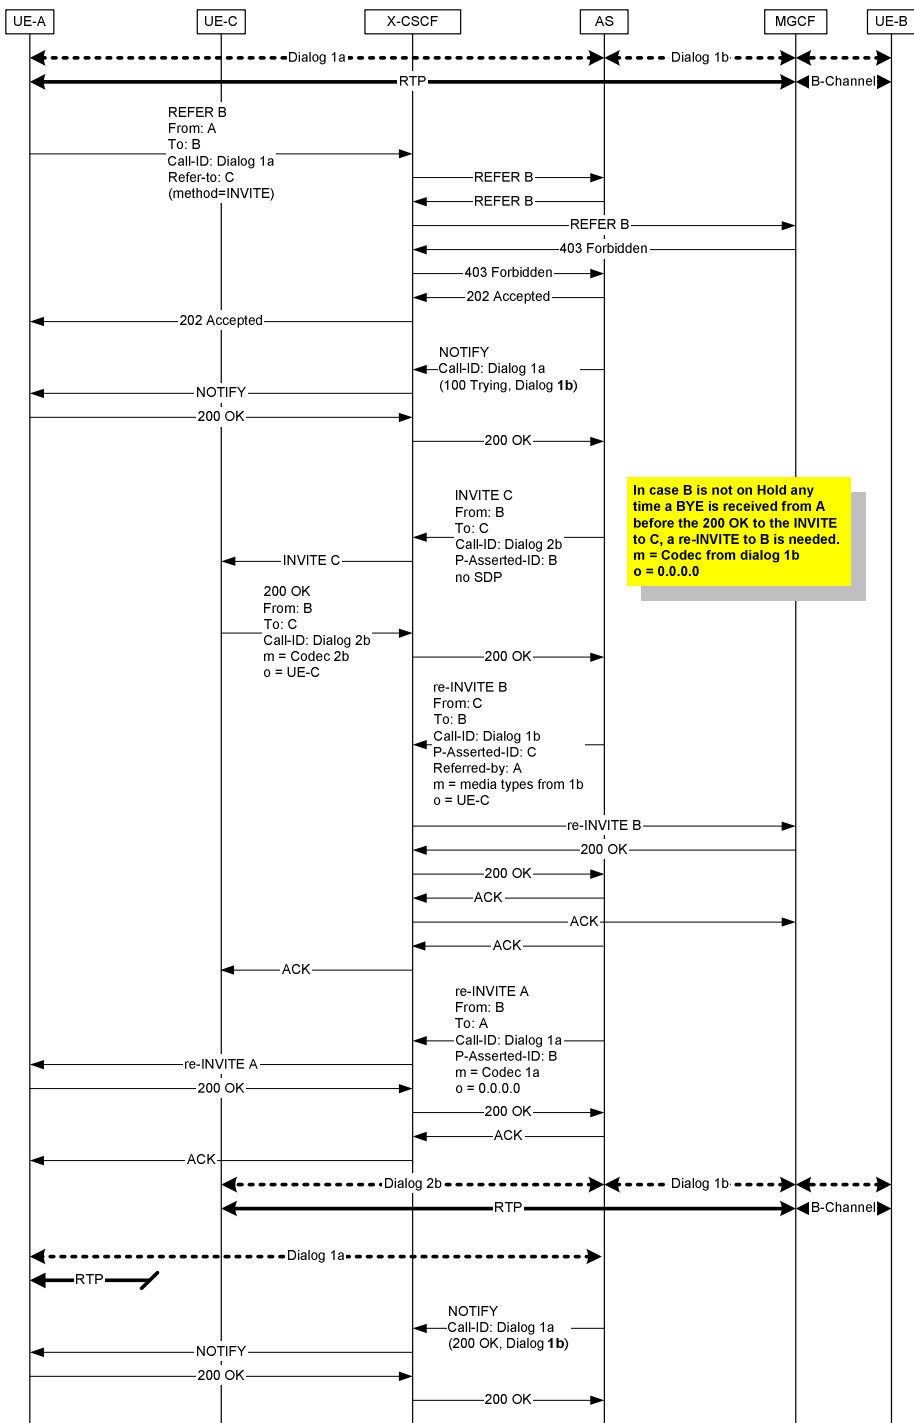 UE-A
UE-C
X-CSCF
AS
MGCF
UE-B
Dialog 1a
Dialog 1b
RTP
B-Channel
REFER B
From: A
To: B
Call-ID: Dialog 1a
Refer-to: C
(method=INVITE)
REFER B
REFER B
REFER B
403 Forbidden
403 Forbidden
202 Accepted
202 Accepted
NOTIFY
Call-ID: Dialog 1a
(100 Trying, Dialog 1b)
NOTIFY
200 OK
200 OK
In case B is not on Hold any
time a BYE is received from A
before the 200 OK to the INVITE
to C, a re-INVITE to B is needed.
m = Codec from dialog 1b
o = 0.0.0.0
INVITE C
From: B
To: C
Call-ID: Dialog 2b
P-Asserted-ID: B
no SDP
INVITE C
200 OK
From: B
To: C
Call-ID: Dialog 2b
m = Codec 2b
o = UE-C
200 OK
re-INVITE B
From: C
To: B
Call-ID: Dialog 1b
P-Asserted-ID: C
Referred-by: A
m = media types from 1b
o = UE-C
re-INVITE B
200 OK
200 OK
ACK
ACK
ACK
ACK
re-INVITE A
From: B
To: A
Call-ID: Dialog 1a
P-Asserted-ID: B
m = Codec 1a
o = 0.0.0.0
re-INVITE A
200 OK
200 OK
ACK
ACK
Dialog 2b
Dialog 1b
RTP
B-Channel
Dialog 1a
RTP
NOTIFY
Call-ID: Dialog 1a
(200 OK, Dialog 1b)
NOTIFY
200 OK
200 OK